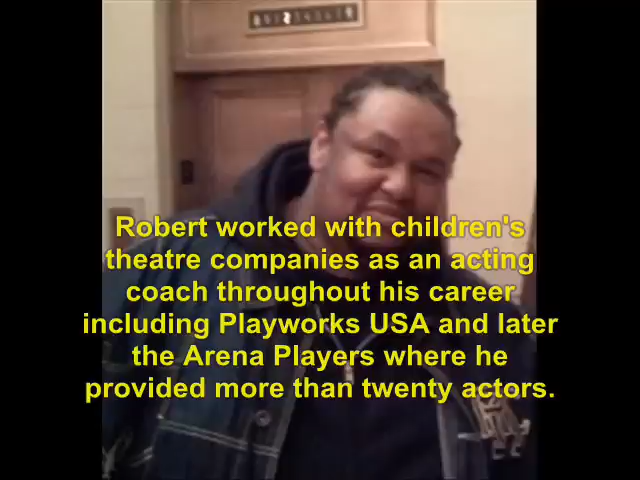 Robert worked with children's
theatre companies as an acting
coach throughout his career
including Playworks USA and later
the Arena Players where he
provided more than twenty actors.